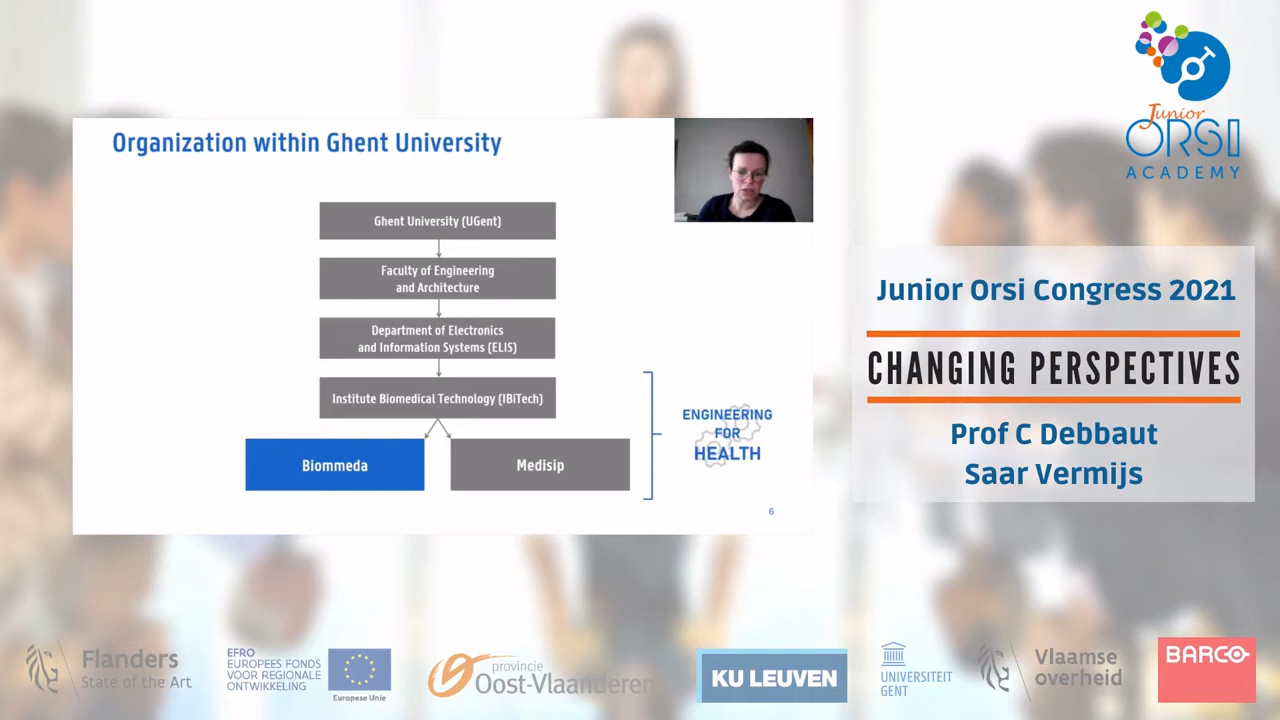 Organization within Ghent University
Ghent University (UGent)
Faculty of Engineering
and Architecture
Department of Electronics
and Information Systems (ELIS)
Institute Biomedical Technology (IBiTech)
Biommeda
Medisip
ENGINEERING
FOR
HEALTH
6
Junior
ORSI
ACADEMY
Junior Orsi Congress 2021
CHANGING PERSPECTIVES
Prof C Debbaut
Saar Vermijs
Flanders
State of the Art
EFRO
EUROPEES FONDS
VOOR REGIONALE
ONTWIKKELING
Europese Unie
provincie
Oost-Vlaanderen
KU LEUVEN
UNIVERSITEIT
GENT
Vlaamse
overheid
BARCO